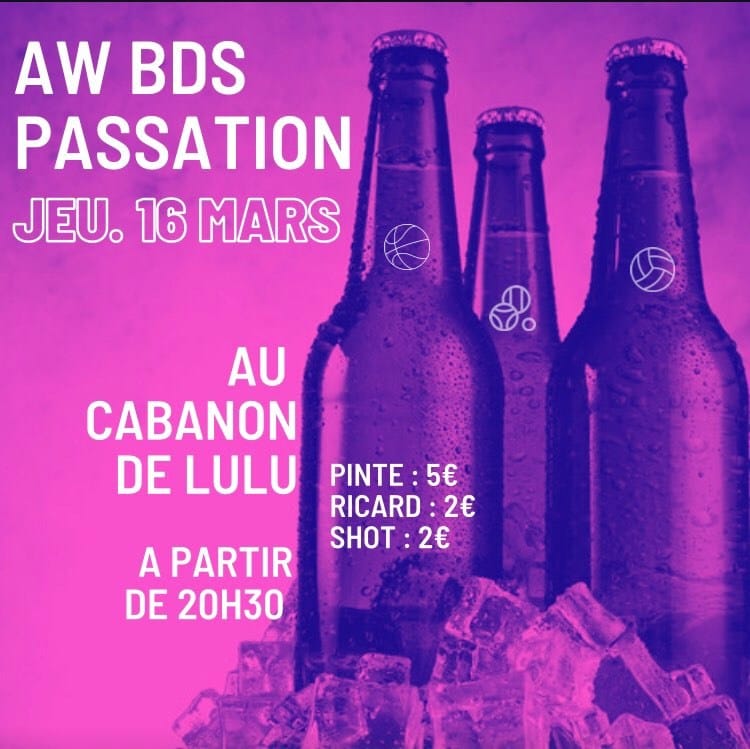 AW BDS
PASSATION
JEU. 16 MARS
AU
CABANON
DE LULU
PINTE : 5€
RICARD : 2€
SHOT : 2€
A PARTIR
DE 20H30